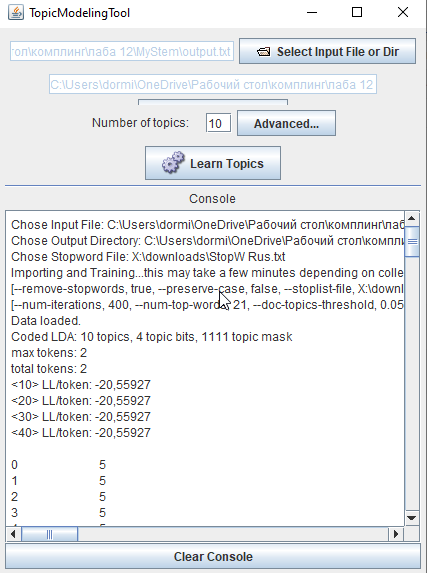 TopicModelingTool
ол\комплинг\лаба 12\MyStem\output.txt
Select Input File or Dir
C:\Users\dormi\OneDrive\Рабочий стол\комплинг\лаба 12
Number of topics:
10
Advanced...
Learn Topics
Console
Chose Input File: C:\Users\dormi\OneDrive\Рабочий стол\комплинг\лаб
Chose Output Directory: C:\Users\dormi\OneDrive\Рабочий стол\компл
Chose Stopword File: X:\downloads\StopW Rus.txt
Importing and Training...this may take a few minutes depending on colle
[--remove-stopwords, true, --preserve-case, false, --stoplist-file, X:\downl
[--num-iterations, 400, --num-top-words, 21, --doc-topics-threshold, 0.05
Data loaded.
Coded LDA: 10 topics, 4 topic bits, 1111 topic mask
max tokens: 2
total tokens: 2
<10> LL/token: -20,55927
<20> LL/token: -20,55927
<30> LL/token: -20,55927
<40> LL/token: -20,55927
0 5
1 5
2 5
3 5
Clear Console